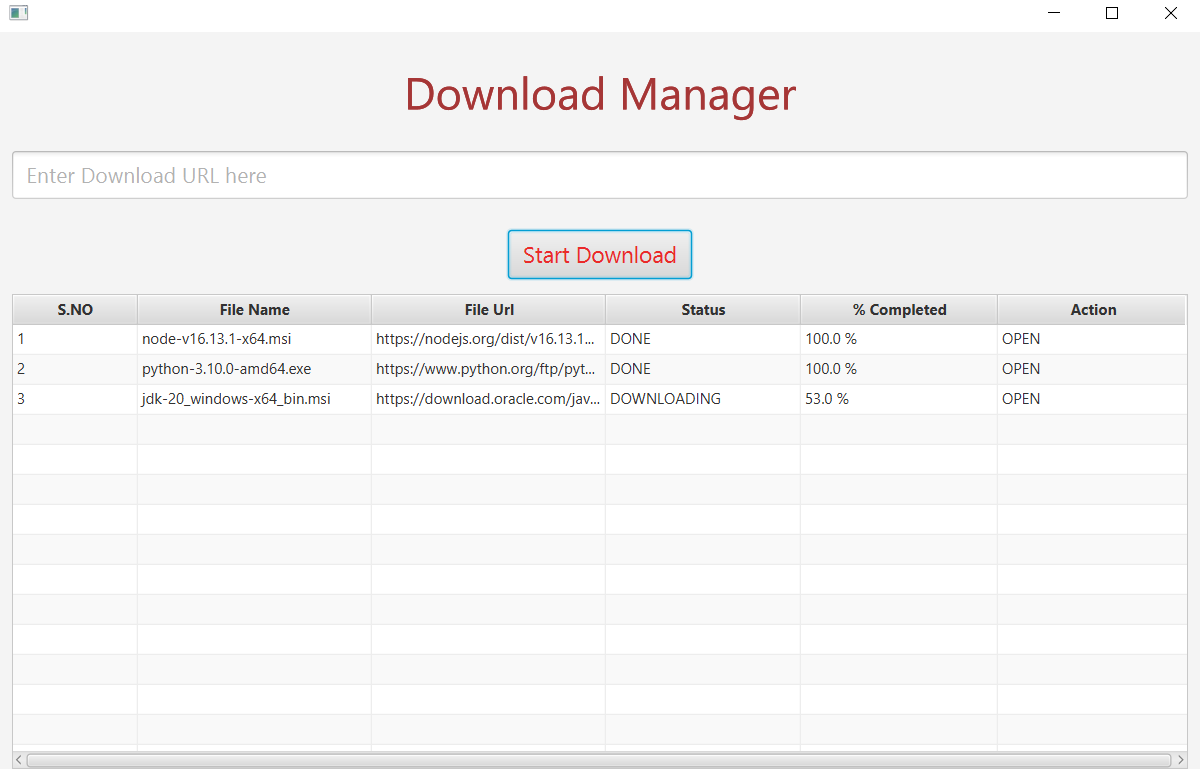 Download Manager
Enter Download URL here
Start Download
S.NO File Name File Url Status % Completed Action
1 node-v16.13.1-x64.msi https://nodejs.org/dist/v16.13.1... DONE 100.0 % OPEN
2 python-3.10.0-amd64.exe https://www.python.org/ftp/pyt... DONE 100.0 % OPEN
3 jdk-20_windows-x64_bin.msi https://download.oracle.com/jav... DOWNLOADING 53.0 % OPEN